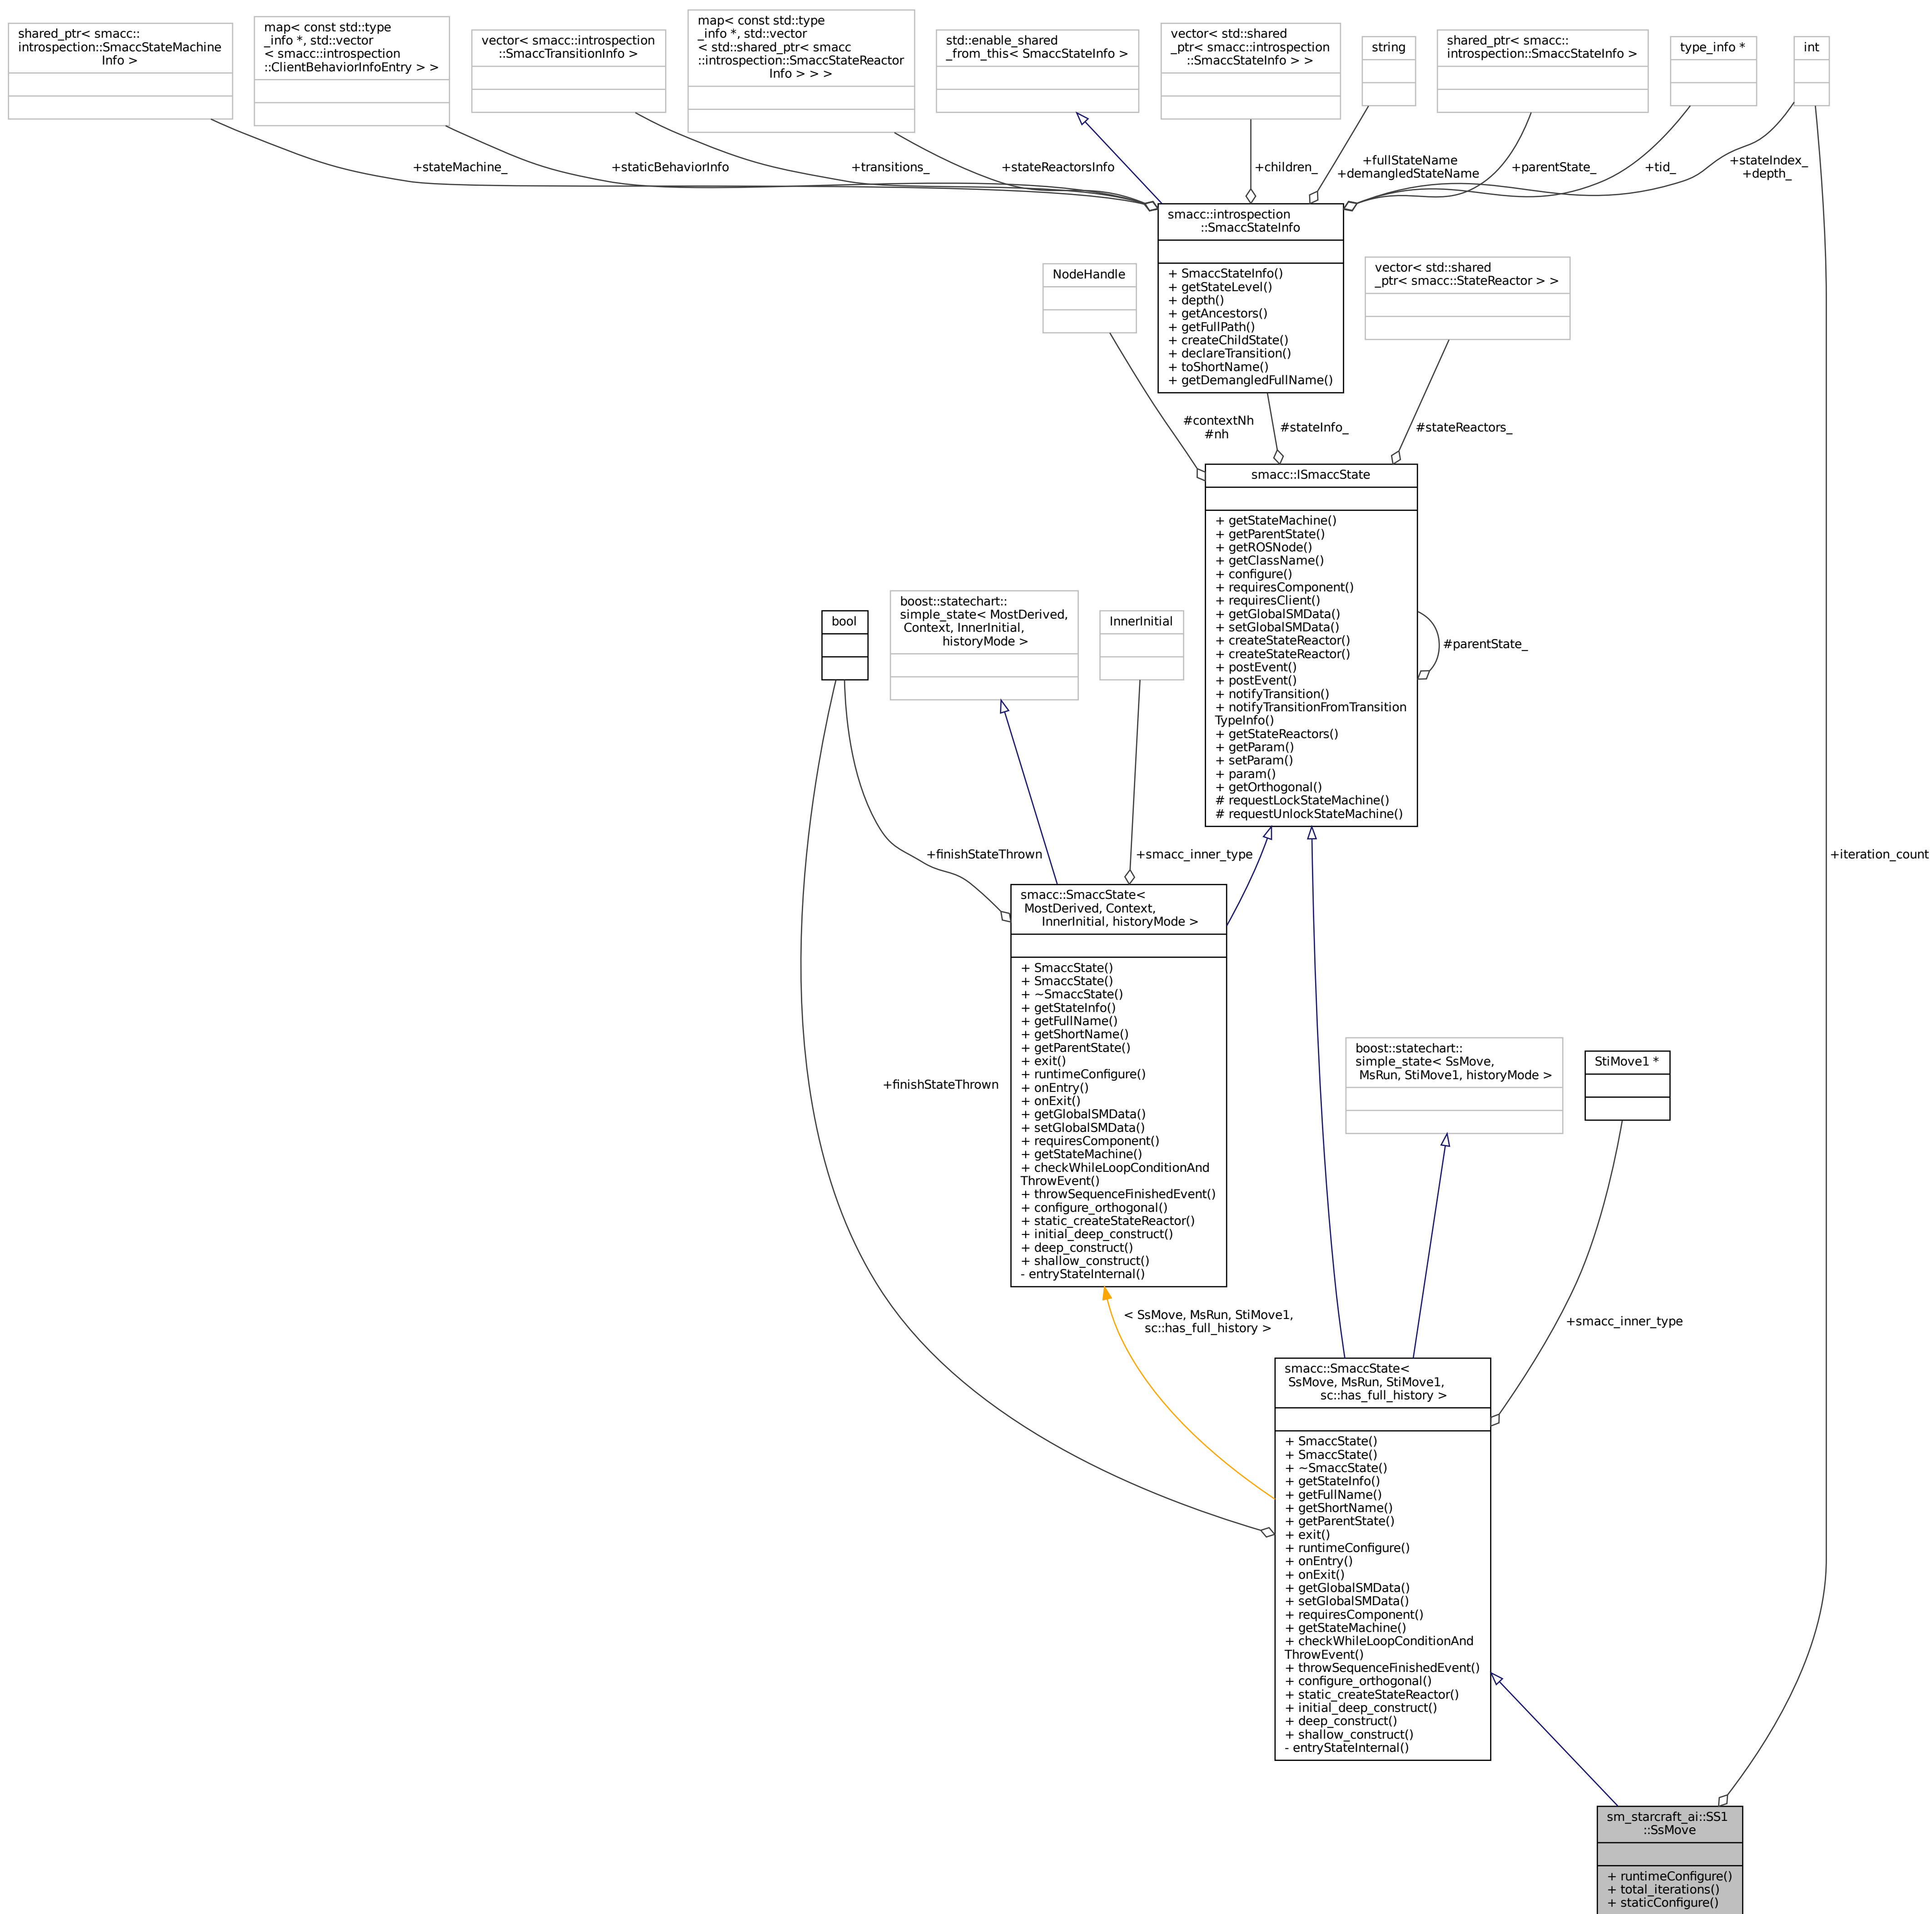 shared_ptr< smacc::
introspection::SmaccStateMachine
Info >
map< const std::type
_info *, std::vector
< smacc::introspection
::ClientBehaviorInfoEntry > >
vector< smacc::introspection
::SmaccTransitionInfo >
map< const std::type
_info *, std::vector
< std::shared_ptr< smacc
::introspection::SmaccStateReactor
Info > > >
std::enable_shared
_from_this< SmaccStateInfo >
vector< std::shared
_ptr< smacc::introspection
::SmaccStateInfo > >
string
shared_ptr< smacc::
introspection::SmaccStateInfo >
type_info *
int
+stateMachine_
+staticBehaviorInfo
+transitions_
+stateReactorsInfo
+children_
+fullStateName
+demangledStateName
+parentState_
+tid_
+stateIndex_
+depth_
smacc::introspection
::SmaccStateInfo
+ SmaccStateInfo()
+ getStateLevel()
+ depth()
+ getAncestors()
+ getFullPath()
+ createChildState()
+ declareTransition()
+ toShortName()
+ getDemangledFullName()
NodeHandle
vector< std::shared
_ptr< smacc::StateReactor > >
#contextNh
#nh
#stateInfo_
#stateReactors_
smacc::ISmaccState
+ getStateMachine()
+ getParentState()
+ getROSNode()
+ getClassName()
+ configure()
+ requiresComponent()
+ requiresClient()
+ getGlobalSMData()
+ setGlobalSMData()
+ createStateReactor()
+ createStateReactor()
+ postEvent()
+ postEvent()
+ notifyTransition()
+ notifyTransitionFromTransition
TypeInfo()
+ getStateReactors()
+ getParam()
+ setParam()
+ param()
+ getOrthogonal()
# requestLockStateMachine()
# requestUnlockStateMachine()
#parentState_
bool
boost::statechart::
simple_state< MostDerived,
Context, InnerInitial,
historyMode >
InnerInitial
+finishStateThrown
+smacc_inner_type
+iteration_count
smacc::SmaccState<
MostDerived, Context,
InnerInitial, historyMode >
+ SmaccState()
+ SmaccState()
+ ~SmaccState()
+ getStateInfo()
+ getFullName()
+ getShortName()
+ getParentState()
+ exit()
+ runtimeConfigure()
+ onEntry()
+ onExit()
+ getGlobalSMData()
+ setGlobalSMData()
+ requiresComponent()
+ getStateMachine()
+ checkWhileLoopConditionAnd
ThrowEvent()
+ throwSequenceFinishedEvent()
+ configure_orthogonal()
+ static_createStateReactor()
+ initial_deep_construct()
+ deep_construct()
+ shallow_construct()
- entryStateInternal()
+finishStateThrown
boost::statechart::
simple_state< SsMove,
MsRun, StiMove1, historyMode >
StiMove1 *
< SsMove, MsRun, StiMove1,
sc::has_full_history >
+smacc_inner_type
smacc::SmaccState<
SsMove, MsRun, StiMove1,
sc::has_full_history >
+ SmaccState()
+ SmaccState()
+ ~SmaccState()
+ getStateInfo()
+ getFullName()
+ getShortName()
+ getParentState()
+ exit()
+ runtimeConfigure()
+ onEntry()
+ onExit()
+ getGlobalSMData()
+ setGlobalSMData()
+ requiresComponent()
+ getStateMachine()
+ checkWhileLoopConditionAnd
ThrowEvent()
+ throwSequenceFinishedEvent()
+ configure_orthogonal()
+ static_createStateReactor()
+ initial_deep_construct()
+ deep_construct()
+ shallow_construct()
- entryStateInternal()
sm_starcraft_ai::SS1
::SsMove
+ runtimeConfigure()
+ total_iterations()
+ staticConfigure()